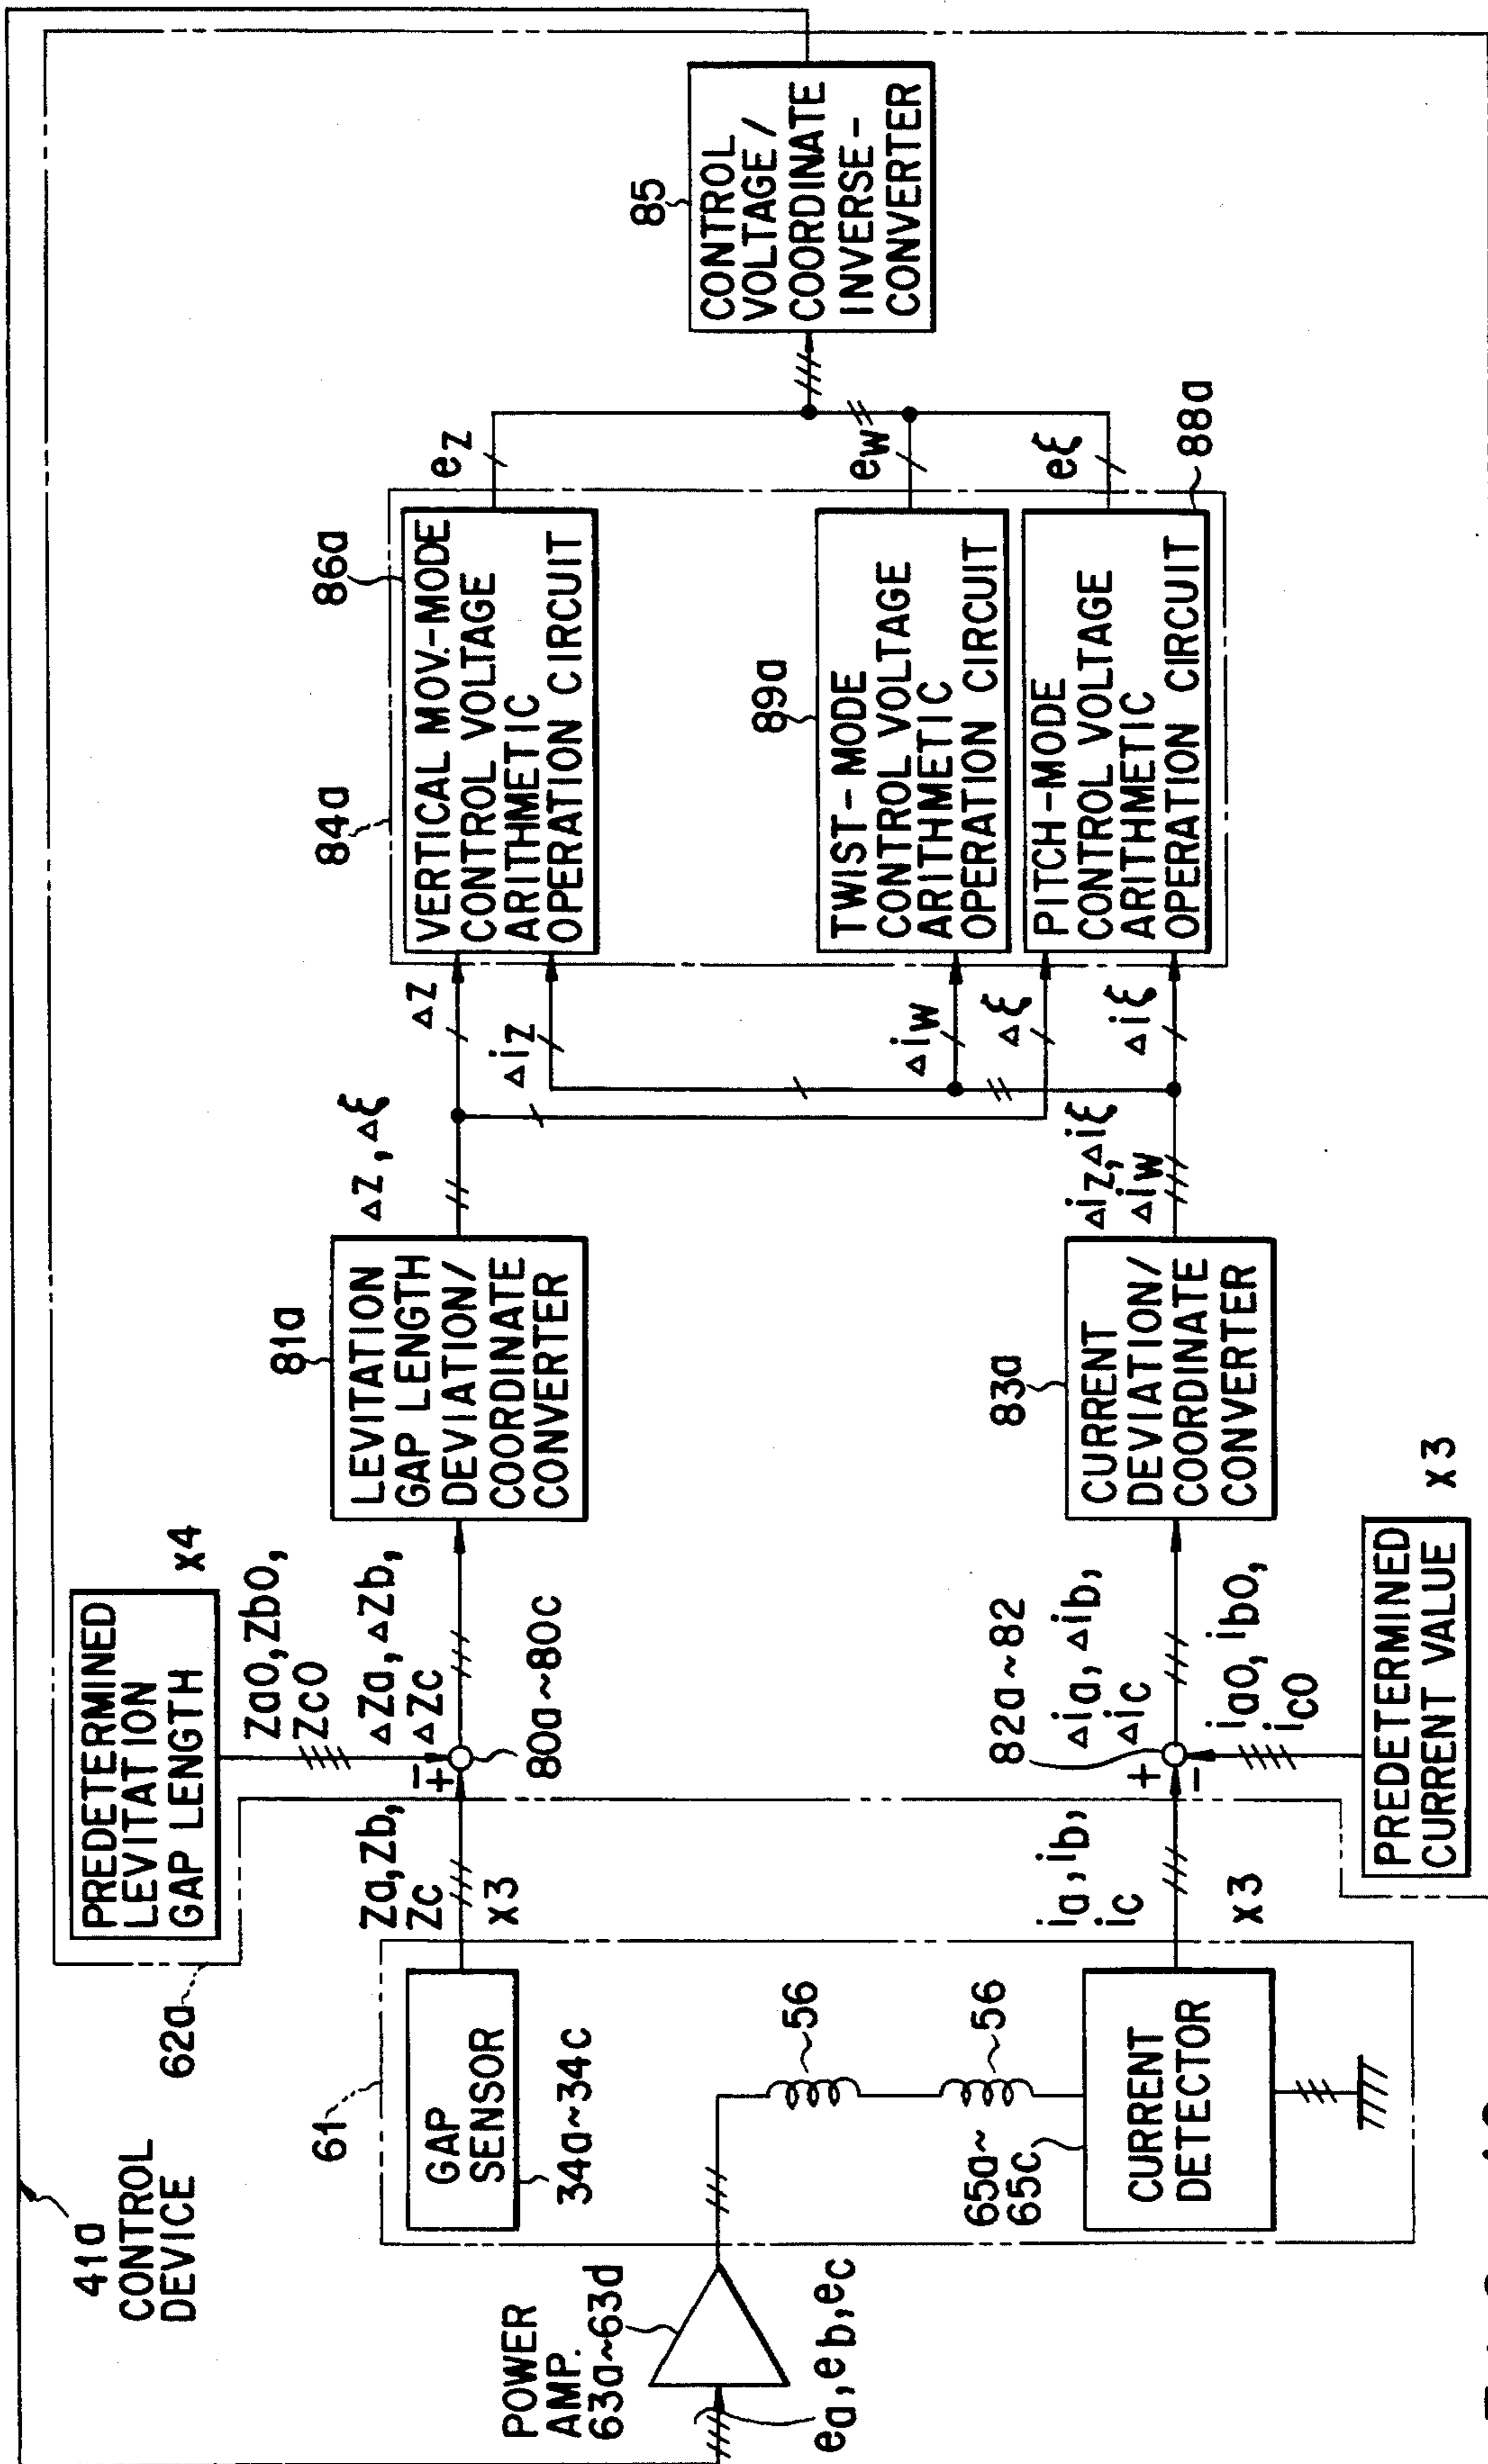 41a
CONTROL
DEVICE
62a
PREDETERMINED
LEVITATION
GAP LENGTH
x4
Za0, Zb0,
Zc0
Za, Zb,
Zc
x3
- +
ΔZa, ΔZb,
ΔZc
80a~80c
61
GAP
SENSOR
34a~34c
POWER
AMP.
63a~63d
ea, eb, ec
56
56
65a~
65c
CURRENT
DETECTOR
ia, ib,
ic
x3
+ -
82a~82
Δia, Δib,
Δic
ia0, ib0,
ic0
PREDETERMINED
CURRENT VALUE
x3
81a
LEVITATION
GAP LENGTH
DEVIATION/
COORDINATE
CONVERTER
Δz, Δξ
83a
CURRENT
DEVIATION/
COORDINATE
CONVERTER
Δiz, Δiξ
Δiw
Δz
Δiz
Δiw
Δξ
Δiξ
84a
86a
VERTICAL MOV.-MODE
CONTROL VOLTAGE
ARITHMETIC
OPERATION CIRCUIT
89a
TWIST-MODE
CONTROL VOLTAGE
ARITHMETIC
OPERATION CIRCUIT
PITCH-MODE
CONTROL VOLTAGE
ARITHMETIC
OPERATION CIRCUIT
88a
ez
ew
eξ
85
CONTROL
VOLTAGE/
COORDINATE
INVERSE-
CONVERTER